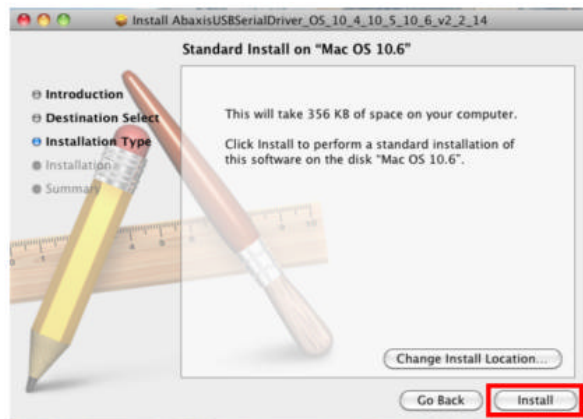 Install AbaxisUSBSerialDriver_OS_10_4_10_5_10_6_v2_2_14
Standard Install on “Mac OS 10.6”
Introduction
Destination Select
Installation Type
Installation
Summary
This will take 356 KB of space on your computer.
Click Install to perform a standard installation of
this software on the disk “Mac OS 10.6”.
Change Install Location...
Go Back
Install